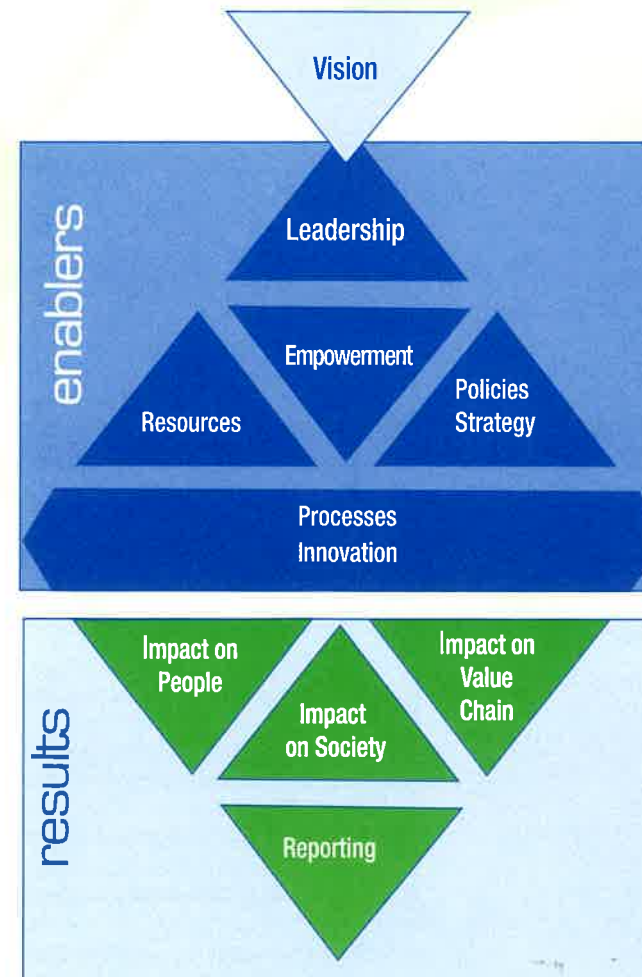 Vision
enablers
Leadership
Empowerment
Resources
Policies
Strategy
Processes
Innovation
results
Impact on
People
Impact
on Society
Impact on
Value
Chain
Reporting